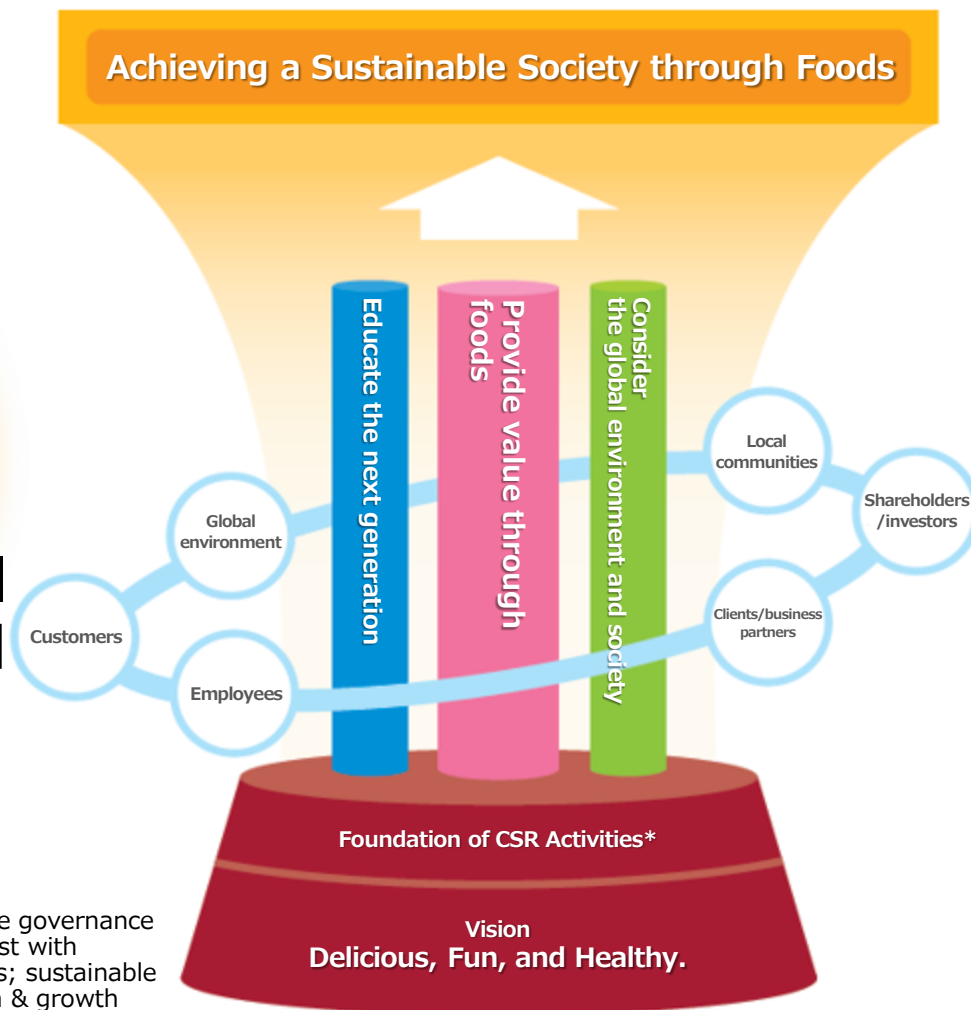 Achieving a Sustainable Society through Foods
Educate the next generation
Provide value through
foods
Consider
the global environment and society
Local
communities
Shareholders
/investors
Global
environment
Clients/business
partners
Customers
Employees
Foundation of CSR Activities*
Vision
Delicious, Fun, and Healthy.
governance
with
sustainable
& growth